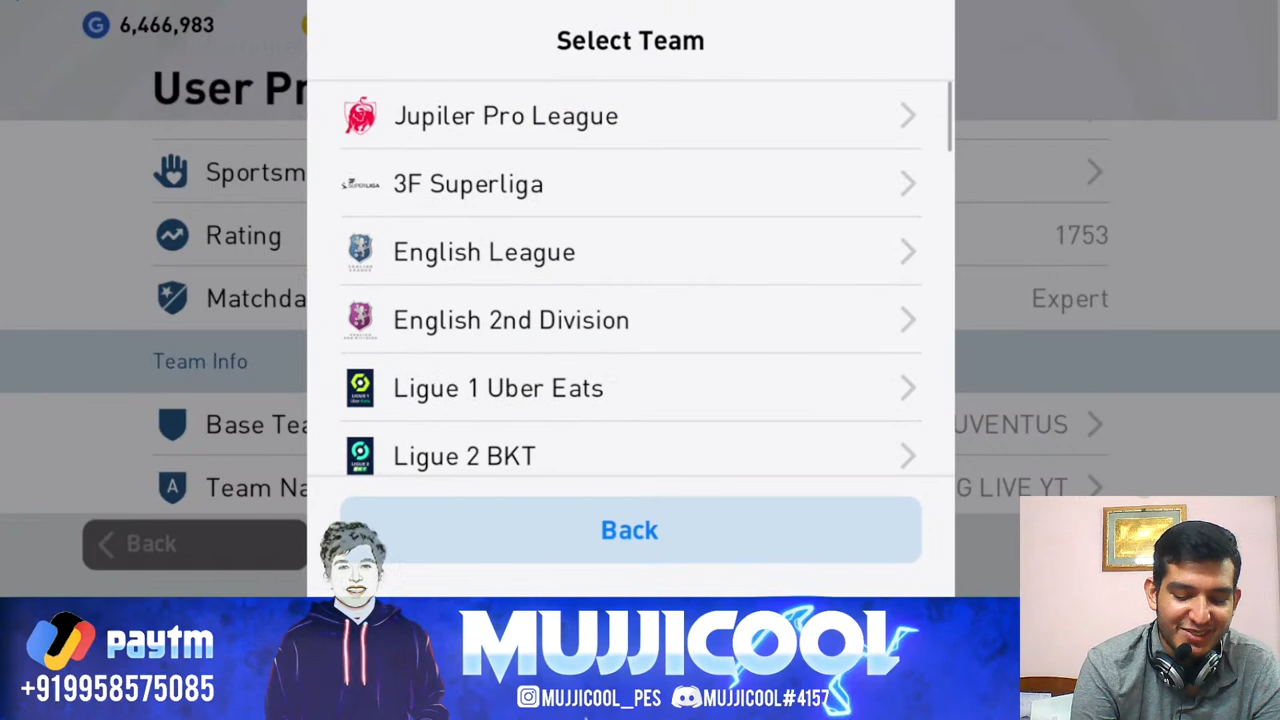 6,466,983
Select Team
User Pr
Jupiler Pro League
Sportsm
3F Superliga
Rating
1753
English League
Matchda
Expert
English 2nd Division
Team Info
Ligue 1 Uber Eats
Base Tea
UVENTUS
Ligue 2 BKT
Team Na
G LIVE YT
Back
Back
paytm
+919958575085
MUJJICOOL
MUJJICOOL_PES
MUJJICOOL#4157